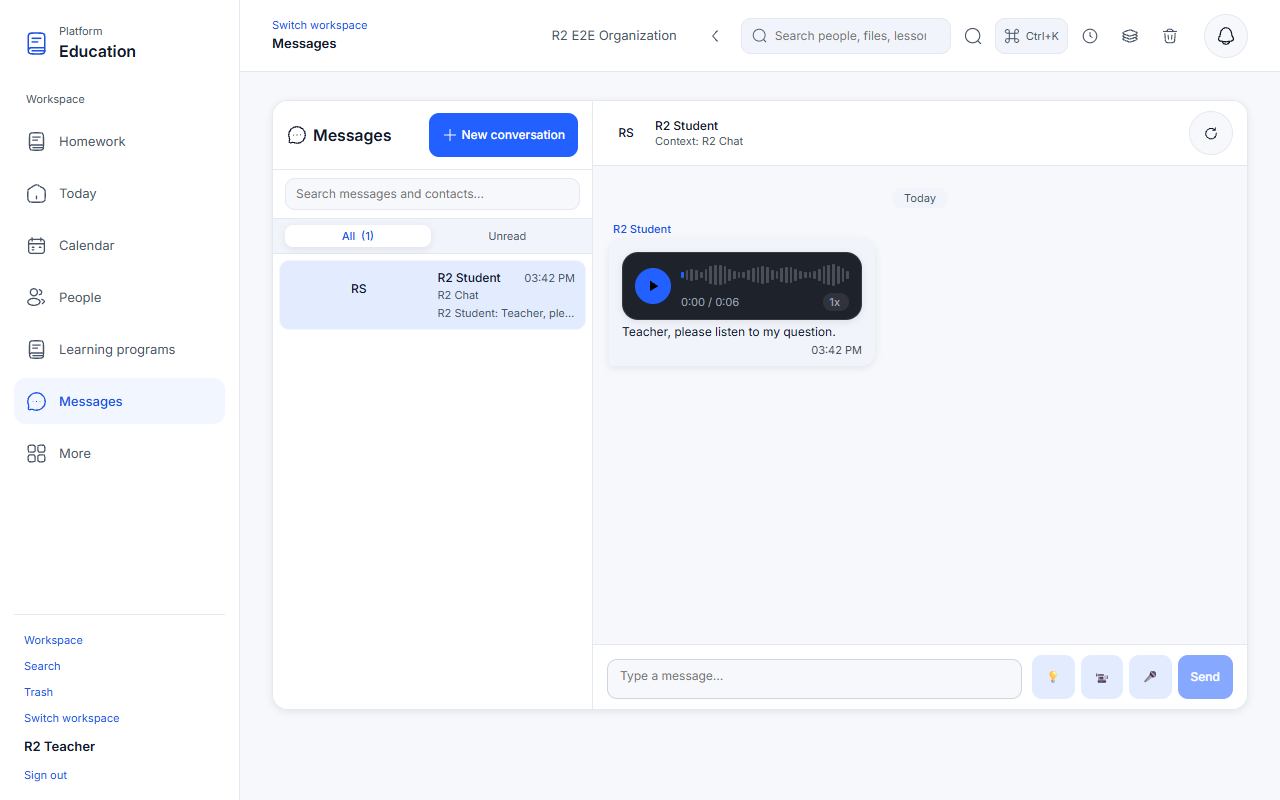 Platform
Education
Workspace
Homework
Today
Calendar
People
Learning programs
Messages
More
Workspace
Search
Trash
Switch workspace
R2 Teacher
Sign out
Switch workspace
Messages
R2 E2E Organization
Search people, files, lesson
Ctrl+K
Messages
New conversation
Search messages and contacts...
All (1)
Unread
RS
R2 Student
03:42 PM
R2 Chat
R2 Student: Teacher, ple...
RS
R2 Student
Context: R2 Chat
Today
R2 Student
0:00 / 0:06
1x
Teacher, please listen to my question.
03:42 PM
Type a message...
Send